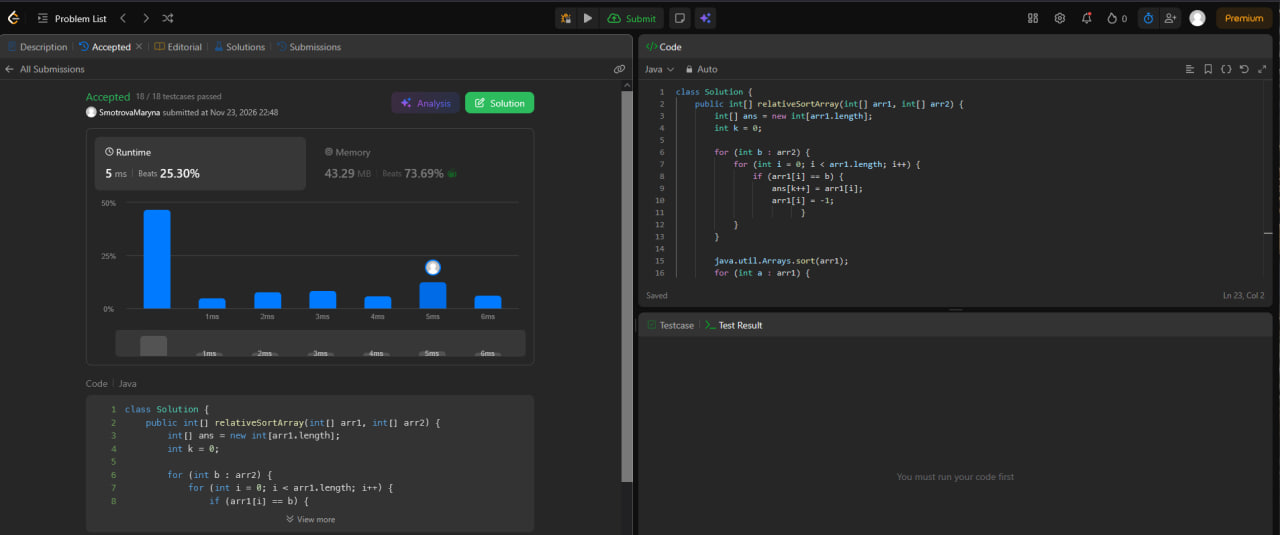 Problem List
Submit
0
Premium
Description
Accepted
Editorial
Solutions
Submissions
All Submissions
Accepted 18 / 18 testcases passed
SmotrovaMaryna submitted at Nov 23, 2026 22:48
Analysis
Solution
Runtime
5 ms Beats 25.30%
Memory
43.29 MB Beats 73.69%
50%
25%
0%
1ms 2ms 3ms 4ms 5ms 6ms
1ms 2ms 3ms 4ms 5ms 6ms
Code Java
1 class Solution {
2 public int[] relativeSortArray(int[] arr1, int[] arr2) {
3 int[] ans = new int[arr1.length];
4 int k = 0;
5
6 for (int b : arr2) {
7 for (int i = 0; i < arr1.length; i++) {
8 if (arr1[i] == b) {
View more
</> Code
Java Auto
1 class Solution {
2 public int[] relativeSortArray(int[] arr1, int[] arr2) {
3 int[] ans = new int[arr1.length];
4 int k = 0;
5
6 for (int b : arr2) {
7 for (int i = 0; i < arr1.length; i++) {
8 if (arr1[i] == b) {
9 ans[k++] = arr1[i];
10 arr1[i] = -1;
11 }
12 }
13 }
14
15 java.util.Arrays.sort(arr1);
16 for (int a : arr1) {
Saved
Ln 23, Col 2
Testcase
Test Result
You must run your code first